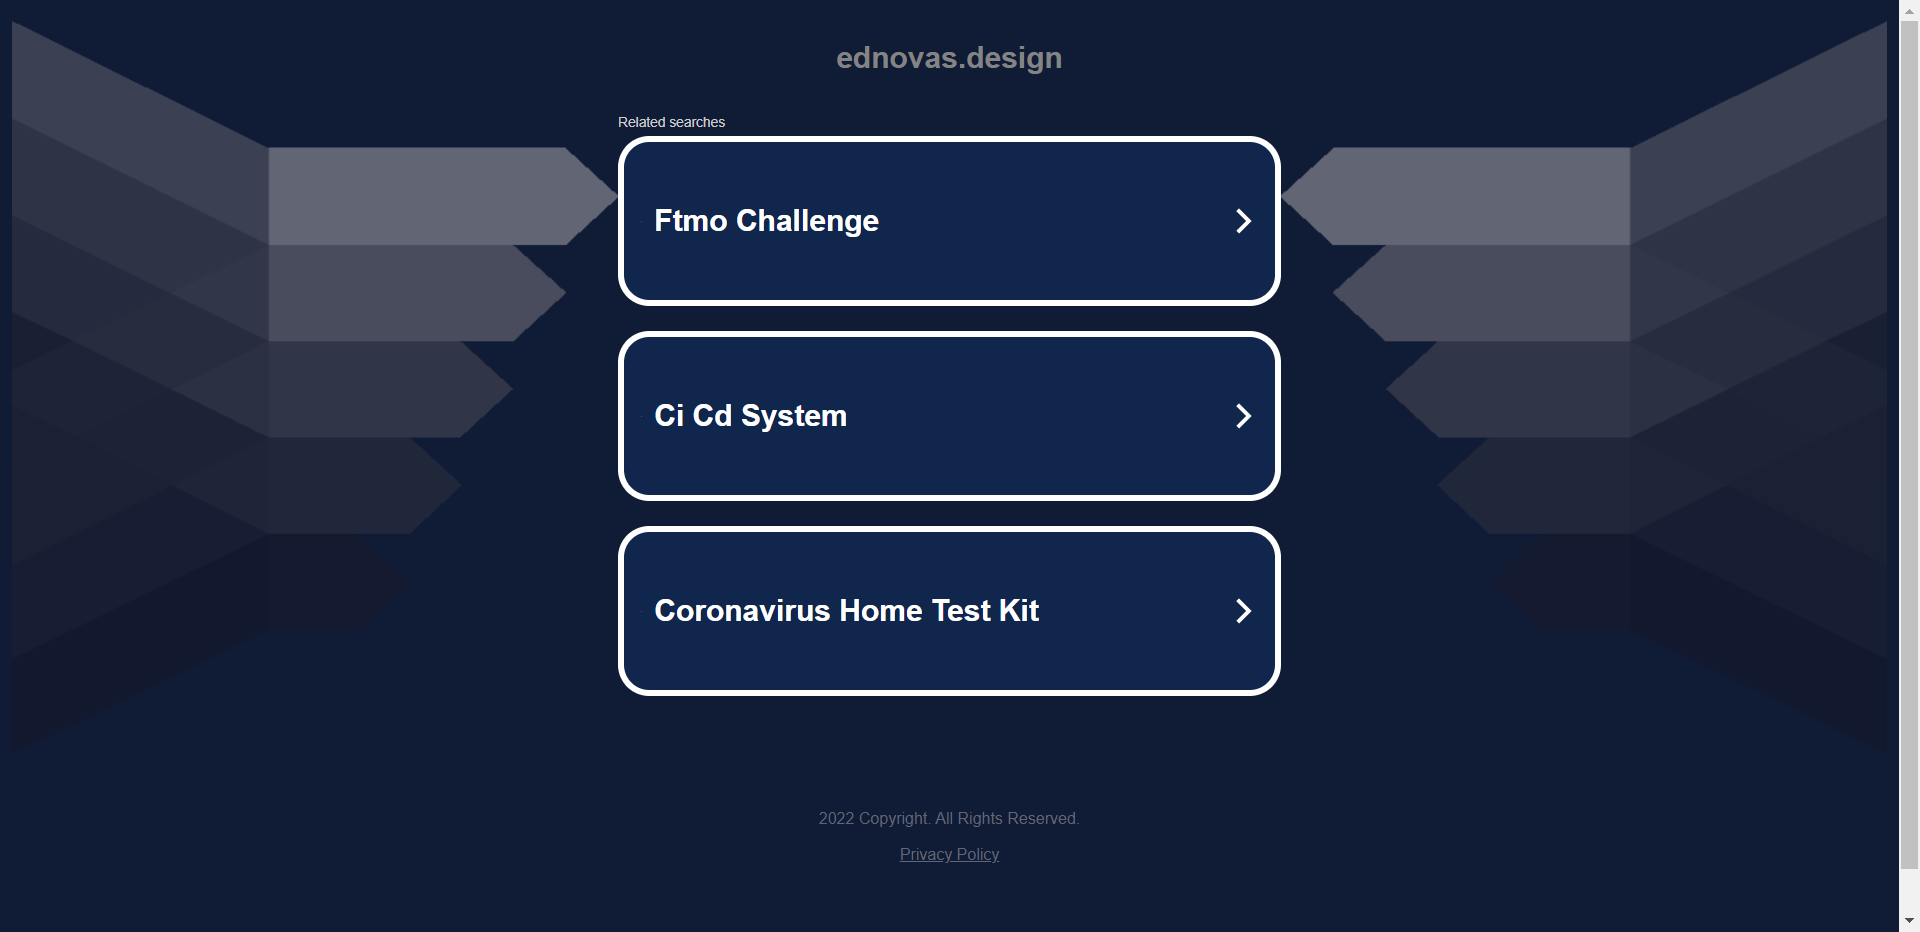 ednovas.design
Related searches
Ftmo Challenge
Ci Cd System
Coronavirus Home Test Kit
2022 Copyright. All Rights Reserved.
Privacy Policy